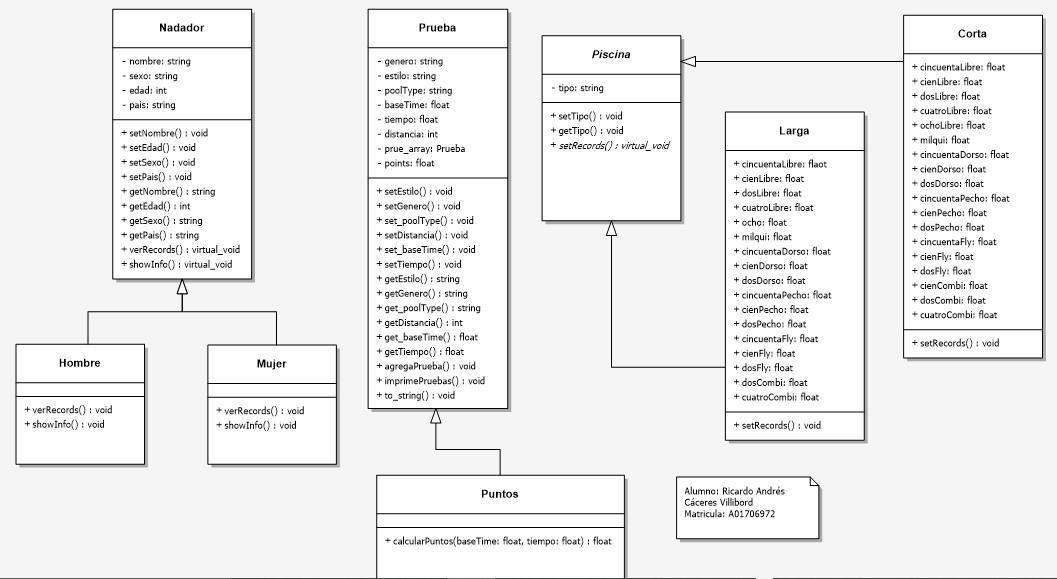 Nadador
- nombre: string
- sexo: string
- edad: int
- pais: string
+ setNombre() : void
+ setEdad() : void
+ setSexo() : void
+ setPais() : void
+ getNombre() : string
+ getEdad() : int
+ getSexo() : string
+ getPais() : string
+ verRecords() : virtual_void
+ showInfo() : virtual_void
Hombre
+ verRecords() : void
+ showInfo() : void
Mujer
+ verRecords() : void
+ showInfo() : void
Prueba
- genero: string
- estilo: string
- poolType: string
- baseTime: float
- tiempo: float
- distancia: int
- prue_array: Prueba
- points: float
+ setEstilo() : void
+ setGenero() : void
+ set_poolType() : void
+ setDistancia() : void
+ set_baseTime() : void
+ setTiempo() : void
+ getEstilo() : string
+ getGenero() : string
+ get_poolType() : string
+ getDistancia() : int
+ get_baseTime() : float
+ getTiempo() : float
+ agregaPrueba() : void
+ imprimePruebas() : void
+ to_string() : void
Puntos
+ calcularPuntos(baseTime: float, tiempo: float) : float
Piscina
- tipo: string
+ setTipo() : void
+ getTipo() : void
+ setRecords() : virtual_void
Larga
+ cincuentaLibre: flaot
+ cienLibre: float
+ dosLibre: float
+ cuatroLibre: float
+ ocho: float
+ milqui: float
+ cincuentaDorso: float
+ cienDorso: float
+ dosDorso: float
+ cincuentaPecho: float
+ cienPecho: float
+ dosPecho: float
+ cincuentaFly: float
+ cienFly: float
+ dosFly: float
+ dosCombi: float
+ cuatroCombi: float
+ setRecords() : void
Corta
+ cincuentaLibre: float
+ cienLibre: float
+ dosLibre: float
+ cuatroLibre: float
+ ochoLibre: float
+ milqui: float
+ cincuentaDorso: float
+ cienDorso: float
+ dosDorso: float
+ cincuentaPecho: float
+ cienPecho: float
+ dosPecho: float
+ cincuentaFly: float
+ cienFly: float
+ dosFly: float
+ cienCombi: float
+ dosCombi: float
+ cuatroCombi: float
+ setRecords() : void
Alumno: Ricardo Andrés
Cáceres Villibord
Matricula: A01706972